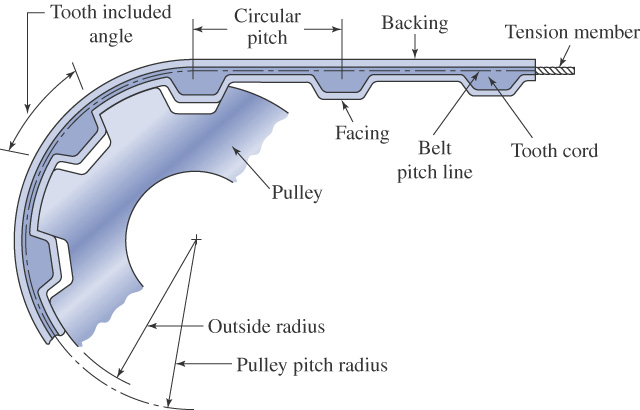 Tooth included
angle
Circular
pitch
Backing
Tension member
Facing
Belt
pitch line
Tooth cord
Pulley
Outside radius
Pulley pitch radius